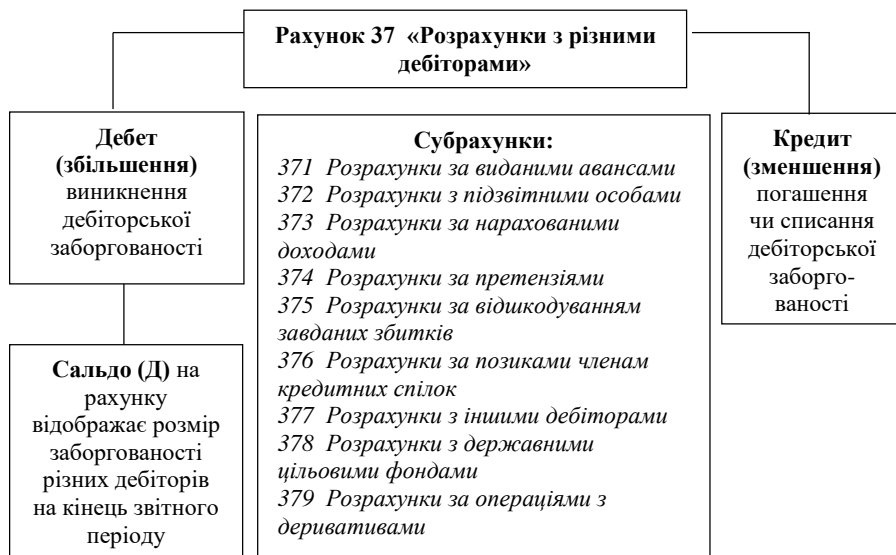 Рахунок 37 «Розрахунки з різними
дебіторами»
Дебет
(збільшення)
виникнення
дебіторської
заборгованості
Сальдо (Д) на
рахунку
відображає розмір
заборгованості
різних дебіторів
на кінець звітного
періоду
Субрахунки:
371 Розрахунки за виданими авансами
372 Розрахунки з підзвітними особами
373 Розрахунки за нарахованими
доходами
374 Розрахунки за претензіями
375 Розрахунки за відшкодуванням
завданих збитків
376 Розрахунки за позиками членам
кредитних спілок
377 Розрахунки з іншими дебіторами
378 Розрахунки з державними
цільовими фондами
379 Розрахунки за операціями з
деривативами
Кредит
(зменшення)
погашення
чи списання
дебіторської
заборго-
ваності